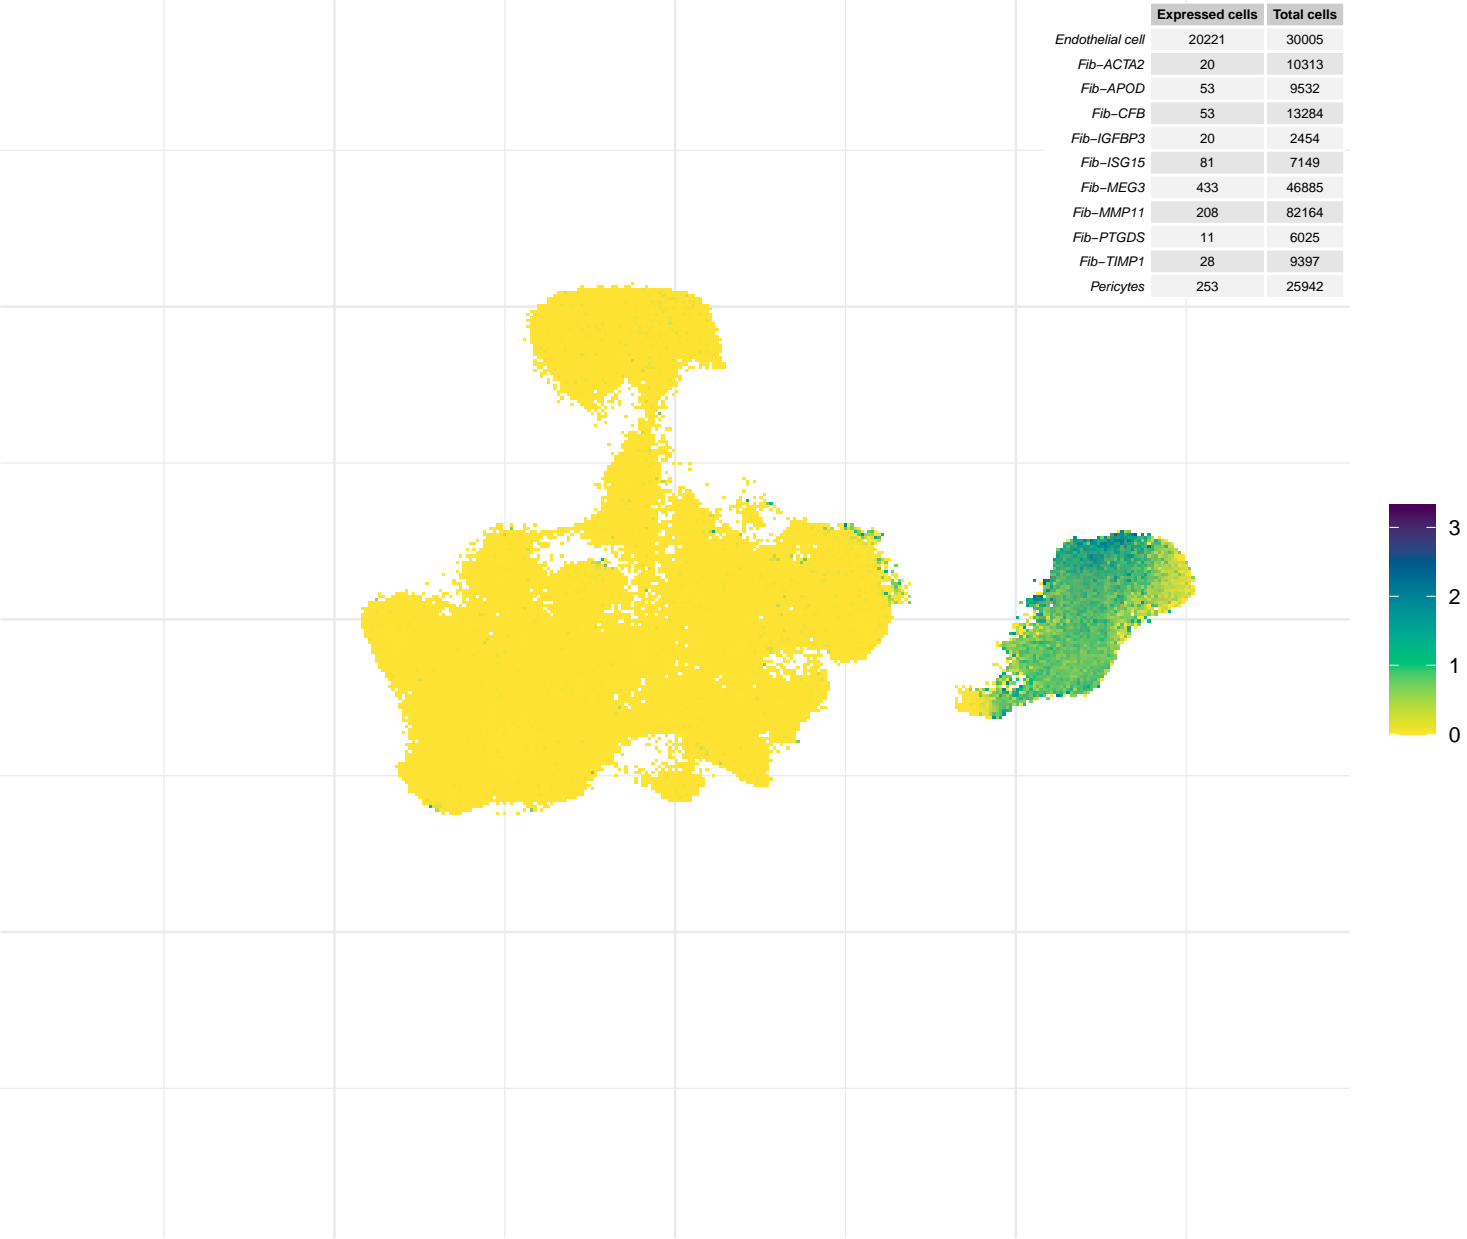 Expressed cells Total cells
Endothelial cell 20221 30005
Fib−ACTA2 20 10313
Fib−APOD 53 9532
Fib−CFB 53 13284
Fib−IGFBP3 20 2454
Fib−ISG15 81 7149
Fib−MEG3 433 46885
Fib−MMP11 208 82164
Fib−PTGDS 11 6025
Fib−TIMP1 28 9397
Pericytes 253 25942
3
2
1
0